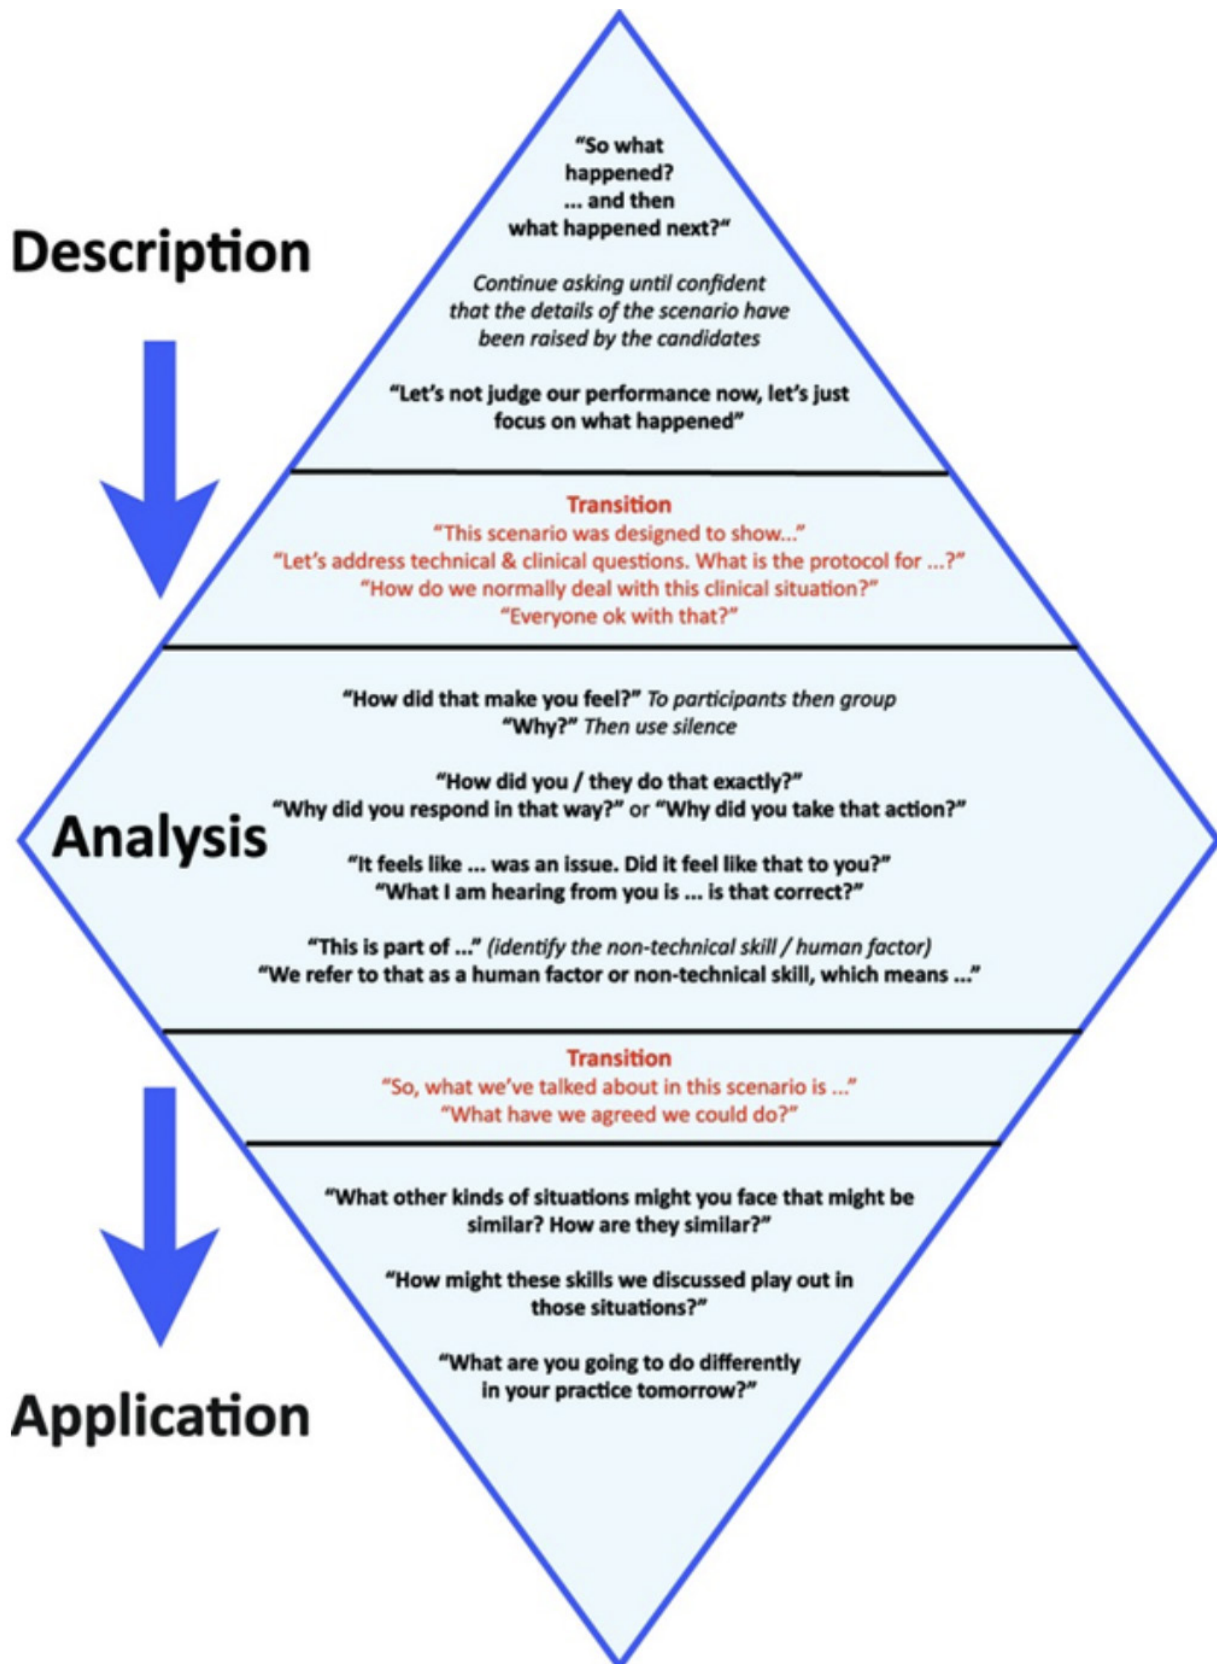 “So what
happened?
... and then
what happened next?“
Description
Continue asking until confident
that the details of the scenario have
been raised by the candidates
“Let’s not judge our performance now, let’s just
focus on what happened”
Transition
“This scenario was designed to show...”
“Let’s address technical & clinical questions. What is the protocol for ...?”
“How do we normally deal with this clinical situation?”
“Everyone ok with that?”
“How did that make you feel?” To participants then group
“Why?” Then use silence
“How did you / they do that exactly?”
“Why did you respond in that way?” or “Why did you take that action?”
Analysis
“It feels like ... was an issue. Did it feel like that to you?”
“What I am hearing from you is ... is that correct?”
“This is part of ...” (identify the non-technical skill / human factor)
“We refer to that as a human factor or non-technical skill, which means ...”
Transition
“So, what we’ve talked about in this scenario is ...”
“What have we agreed we could do?”
“What other kinds of situations might you face that might be
similar? How are they similar?”
“How might these skills we discussed play out in
those situations?”
“What are you going to do differently
in your practice tomorrow?”
Application